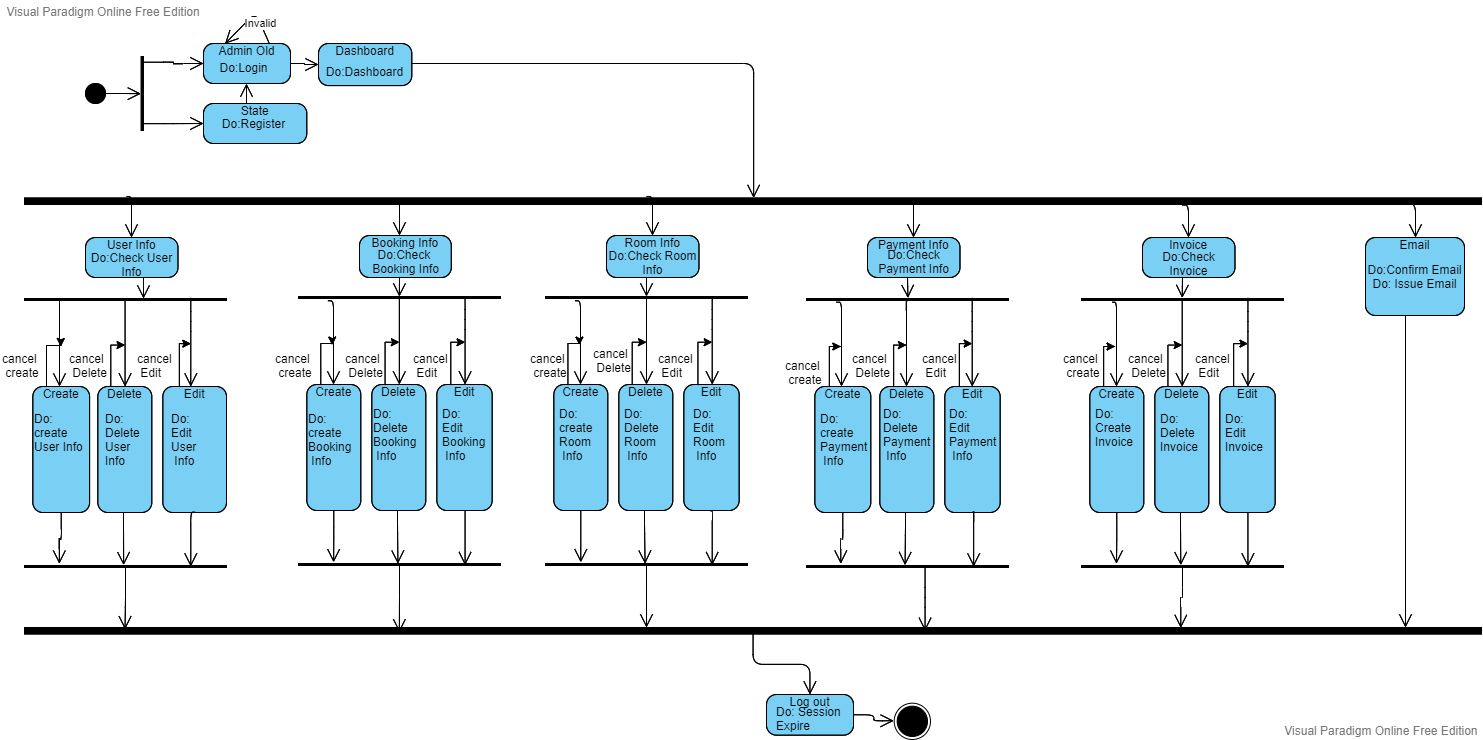 Visual Paradigm Online Free Edition
Invalid
Admin Old
Do:Login
Dashboard
Do:Dashboard
State
Do:Register
User Info
Do:Check User
Info
Booking Info
Do:Check
Booking Info
Room Info
Do:Check Room
Info
Payment Info
Do:Check
Payment Info
Invoice
Do:Check
Invoice
Email
Do:Confirm Email
Do: Issue Email
cancel
create
cancel
Delete
cancel
Edit
cancel
create
cancel
Delete
cancel
Edit
cancel
create
cancel
Delete
cancel
Edit
cancel
create
cancel
Delete
cancel
Edit
cancel
create
cancel
Delete
cancel
Edit
Create
Do:
create
User Info
Delete
Do:
Delete
User
Info
Edit
Do:
Edit
User
Info
Create
Do:
create
Booking
Info
Delete
Do:
Delete
Booking
Info
Edit
Do:
Edit
Booking
Info
Create
Do:
create
Room
Info
Delete
Do:
Delete
Room
Info
Edit
Do:
Edit
Room
Info
Create
Do:
create
Payment
Info
Delete
Do:
Delete
Payment
Info
Edit
Do:
Edit
Payment
Info
Create
Do:
Create
Invoice
Delete
Do:
Delete
Invoice
Edit
Do:
Edit
Invoice
Log out
Do: Session
Expire
Visual Paradigm Online Free Edition